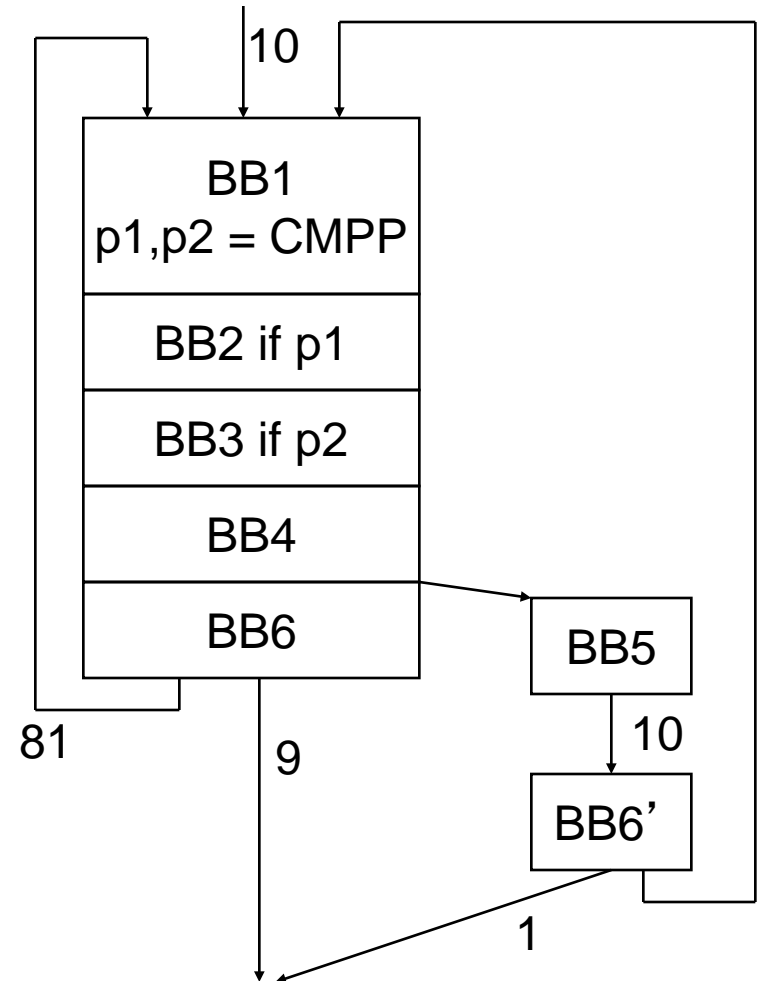 10
BB1
p1,p2 = CMPP
BB2 if p1
BB3 if p2
BB4
BB6
BB5
81
9
10
BB6’
1